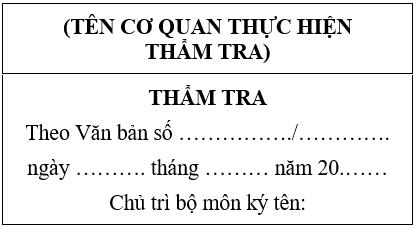 (TÊN CƠ QUAN THỰC HIỆN
THẨM TRA)
THẨM TRA
Theo Văn bản số ……………./………….
ngày ………. tháng ……… năm 20.……
Chủ trì bộ môn ký tên: